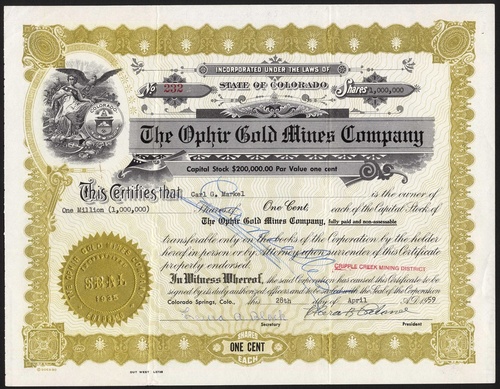 INCORPORATED UNDER THE LAWS OF
STATE OF COLORADO
No 232
Shares 1,000,000
COLORADO
The Ophir Gold Mines Company
Capital Stock $200,000.00 Par Value one cent
This Certifies that Carl G. Markel is the owner of
One Million (1,000,000) Shares of One Cent, each of the Capital Stock of
The Ophir Gold Mines Company, fully paid and non-assessable
transferable only on the books of the Corporation by the holder
hereof in person or by Attorney upon surrender of this Certificate
properly endorsed.
CRIPPLE CREEK MINING DISTRICT
In Witness Whereof, the said Corporation has caused this Certificate to be
signed by its duly authorized officers and to be sealed with the Seal of the Corporation
Colorado Springs, Colo., this 28th day of April A.D. 1959
Secretary
President
SEAL
SHARES
ONE CENT
EACH